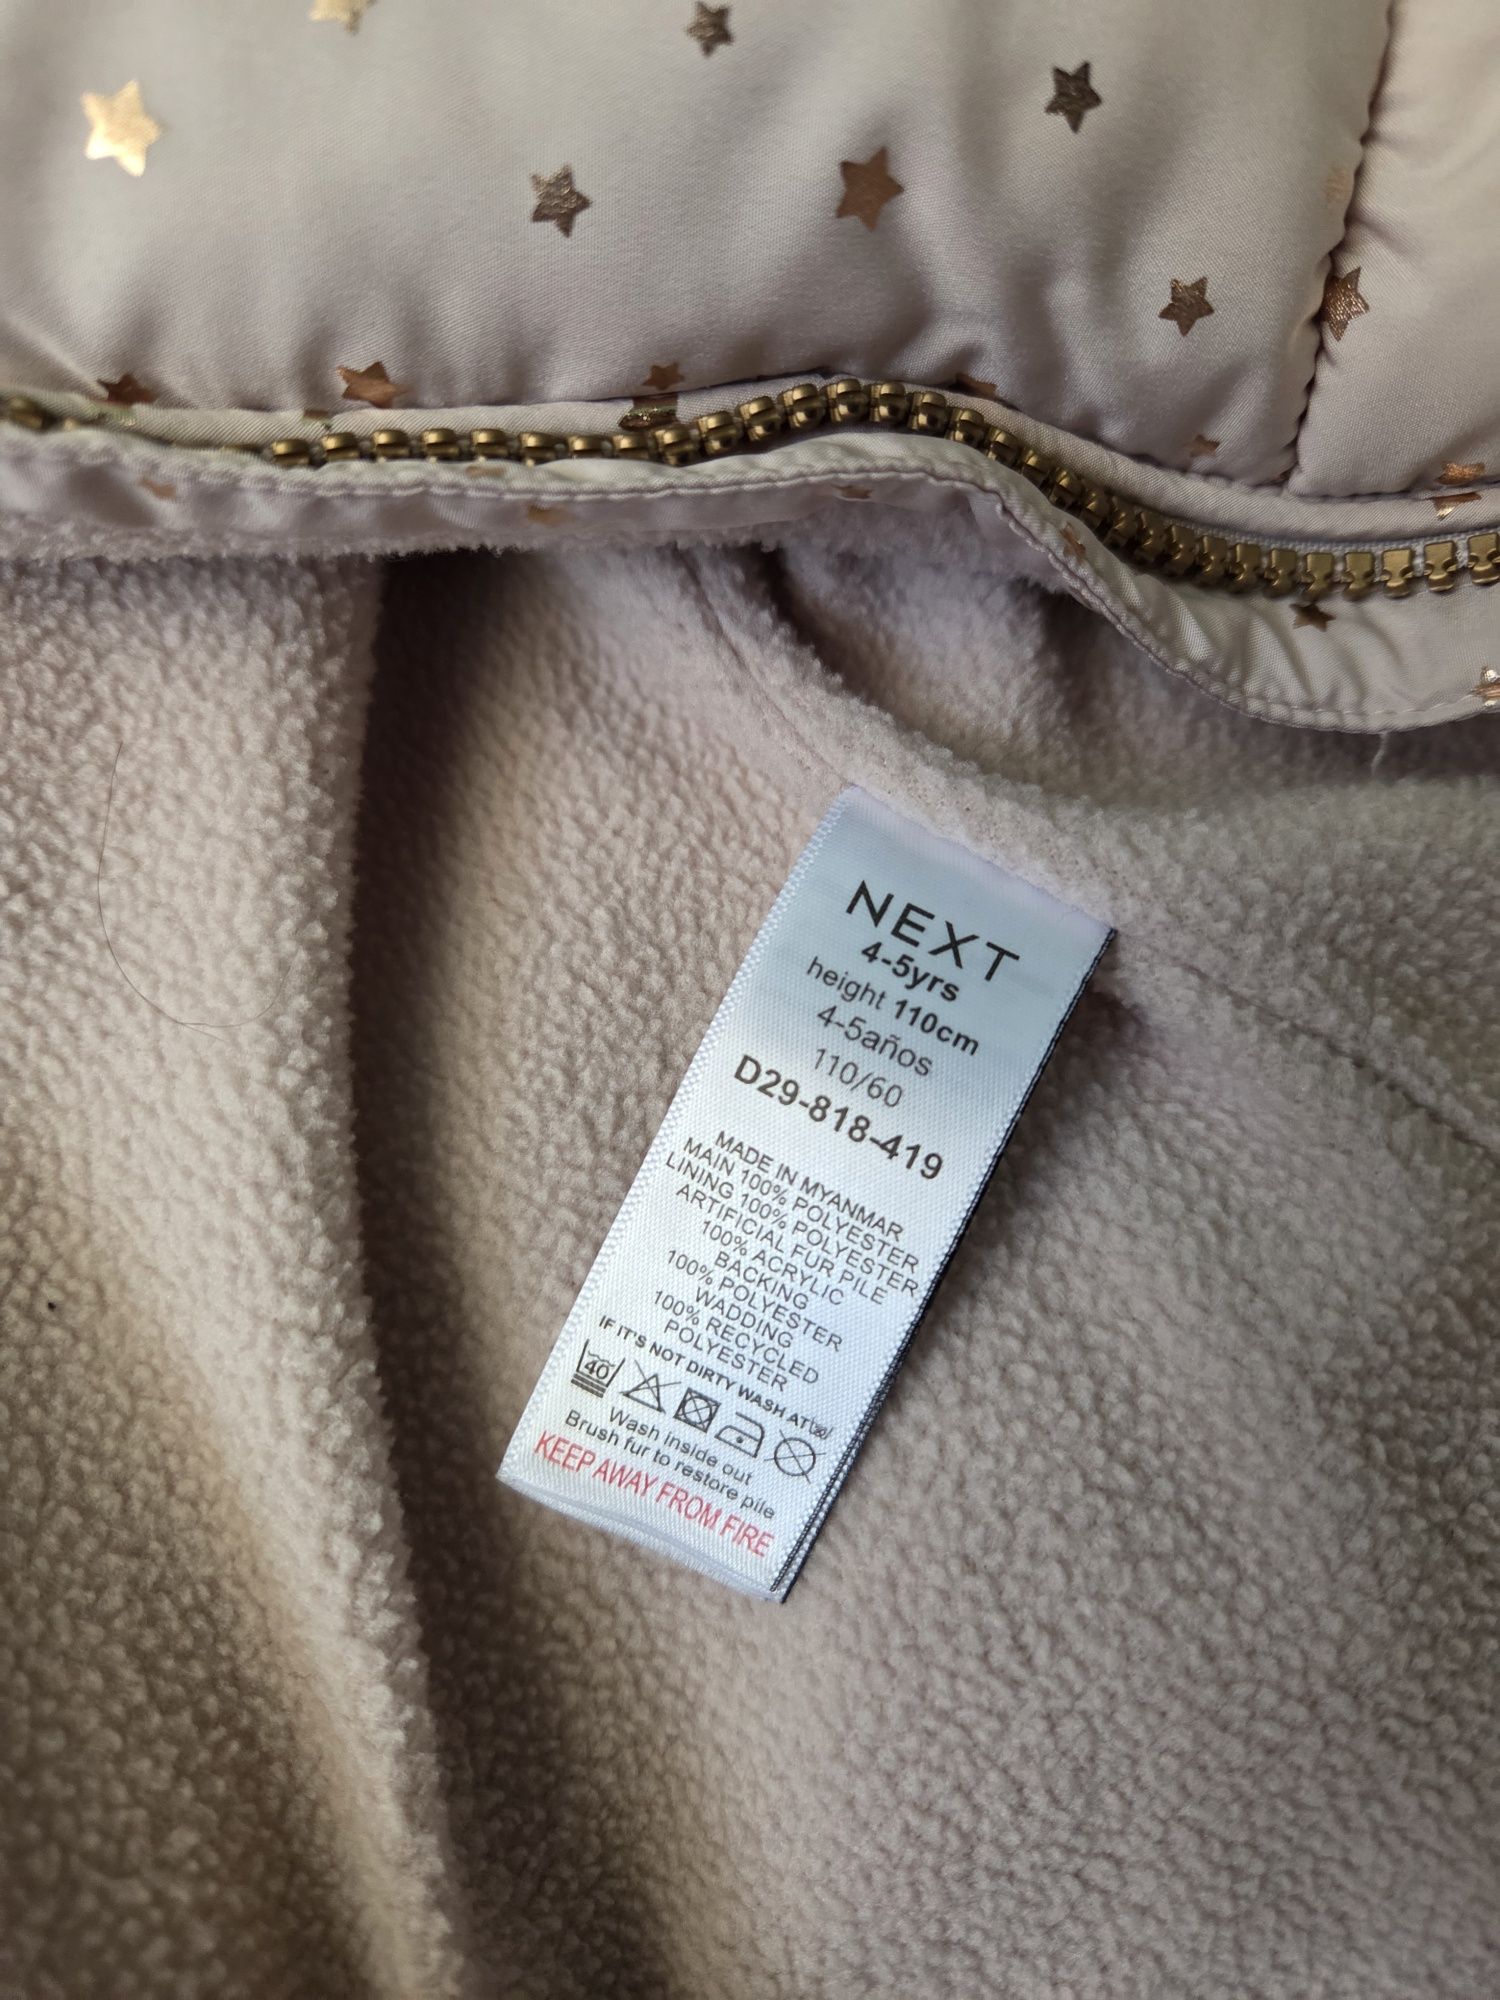 NEXT
4-5yrs
height 110cm
4-5años
110/60
D29-818-419
MADE IN MYANMAR
MAIN 100% POLYESTER
LINING 100% POLYESTER
ARTIFICIAL FUR PILE
100% ACRYLIC
BACKING
100% POLYESTER
WADDING
100% RECYCLED
POLYESTER
IF IT'S NOT DIRTY WASH AT 30
40
Wash inside out
Brush fur to restore pile
KEEP AWAY FROM FIRE